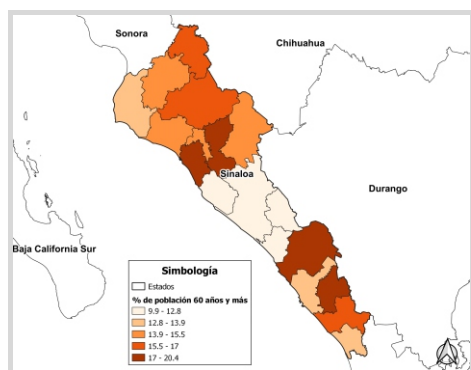 Sonora
Chihuahua
Sinaloa
Durango
Baja California Sur
Simbología
Estados
% de población 60 años y más
9.9 - 12.8
12.8 - 13.9
13.9 - 15.5
15.5 - 17
17 - 20.4